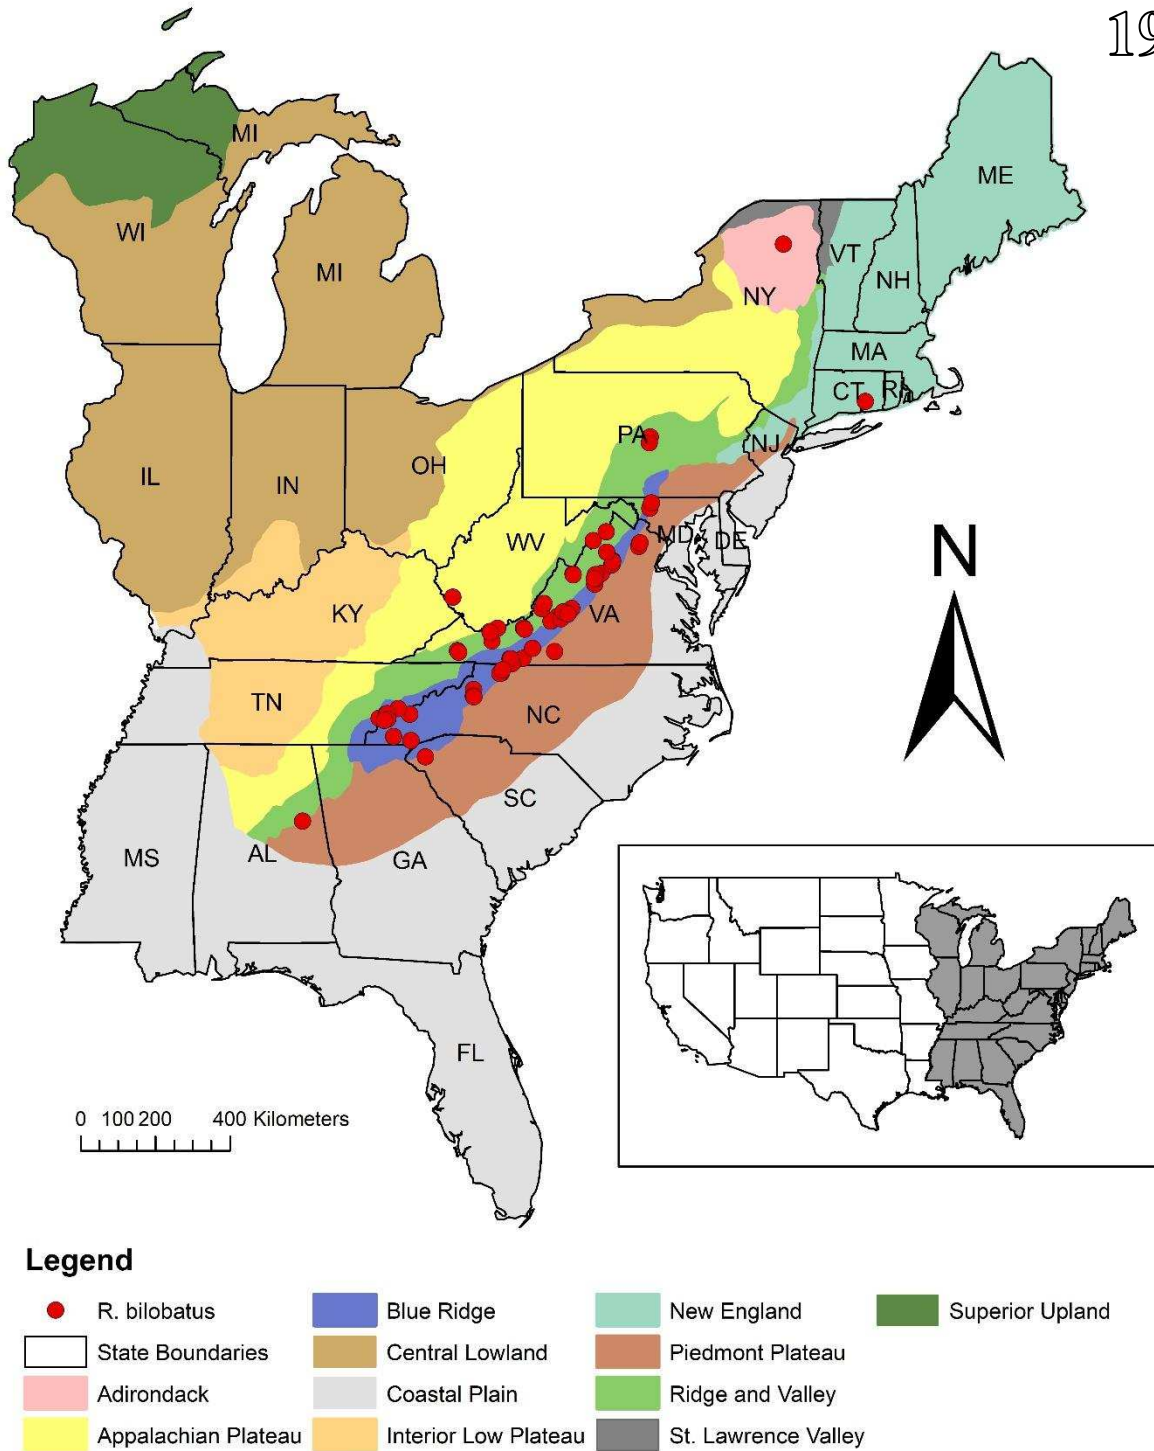 19
MI
ME
WI
MI
VT
NH
NY
MA
CT
RI
PA
NJ
OH
IL
IN
WV
MD
DE
N
KY
VA
TN
NC
SC
MS
AL
GA
FL
0 100 200 400 Kilometers
Legend
R. bilobatus
Blue Ridge
New England
Superior Upland
State Boundaries
Central Lowland
Piedmont Plateau
Adirondack
Coastal Plain
Ridge and Valley
Appalachian Plateau
Interior Low Plateau
St. Lawrence Valley